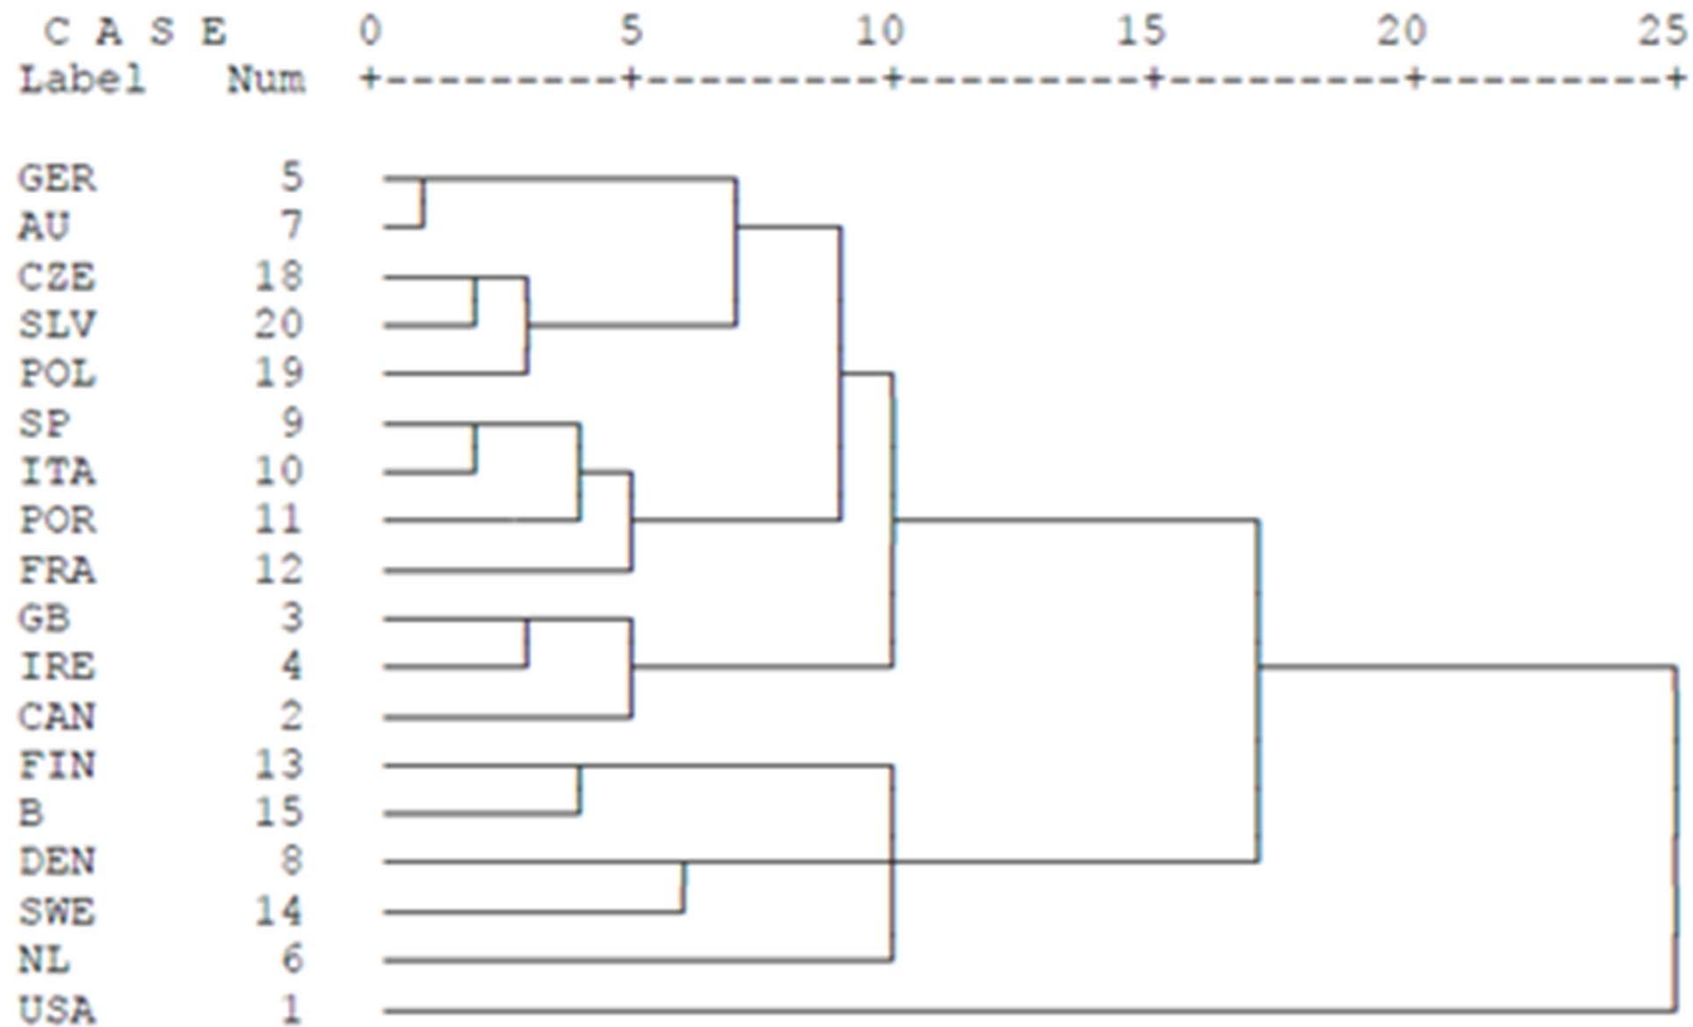 C A S E 0 5 10 15 20 25
Label Num +---------+---------+---------+---------+---------+
GER 5
AU 7
CZE 18
SLV 20
POL 19
SP 9
ITA 10
POR 11
FRA 12
GB 3
IRE 4
CAN 2
FIN 13
B 15
DEN 8
SWE 14
NL 6
USA 1